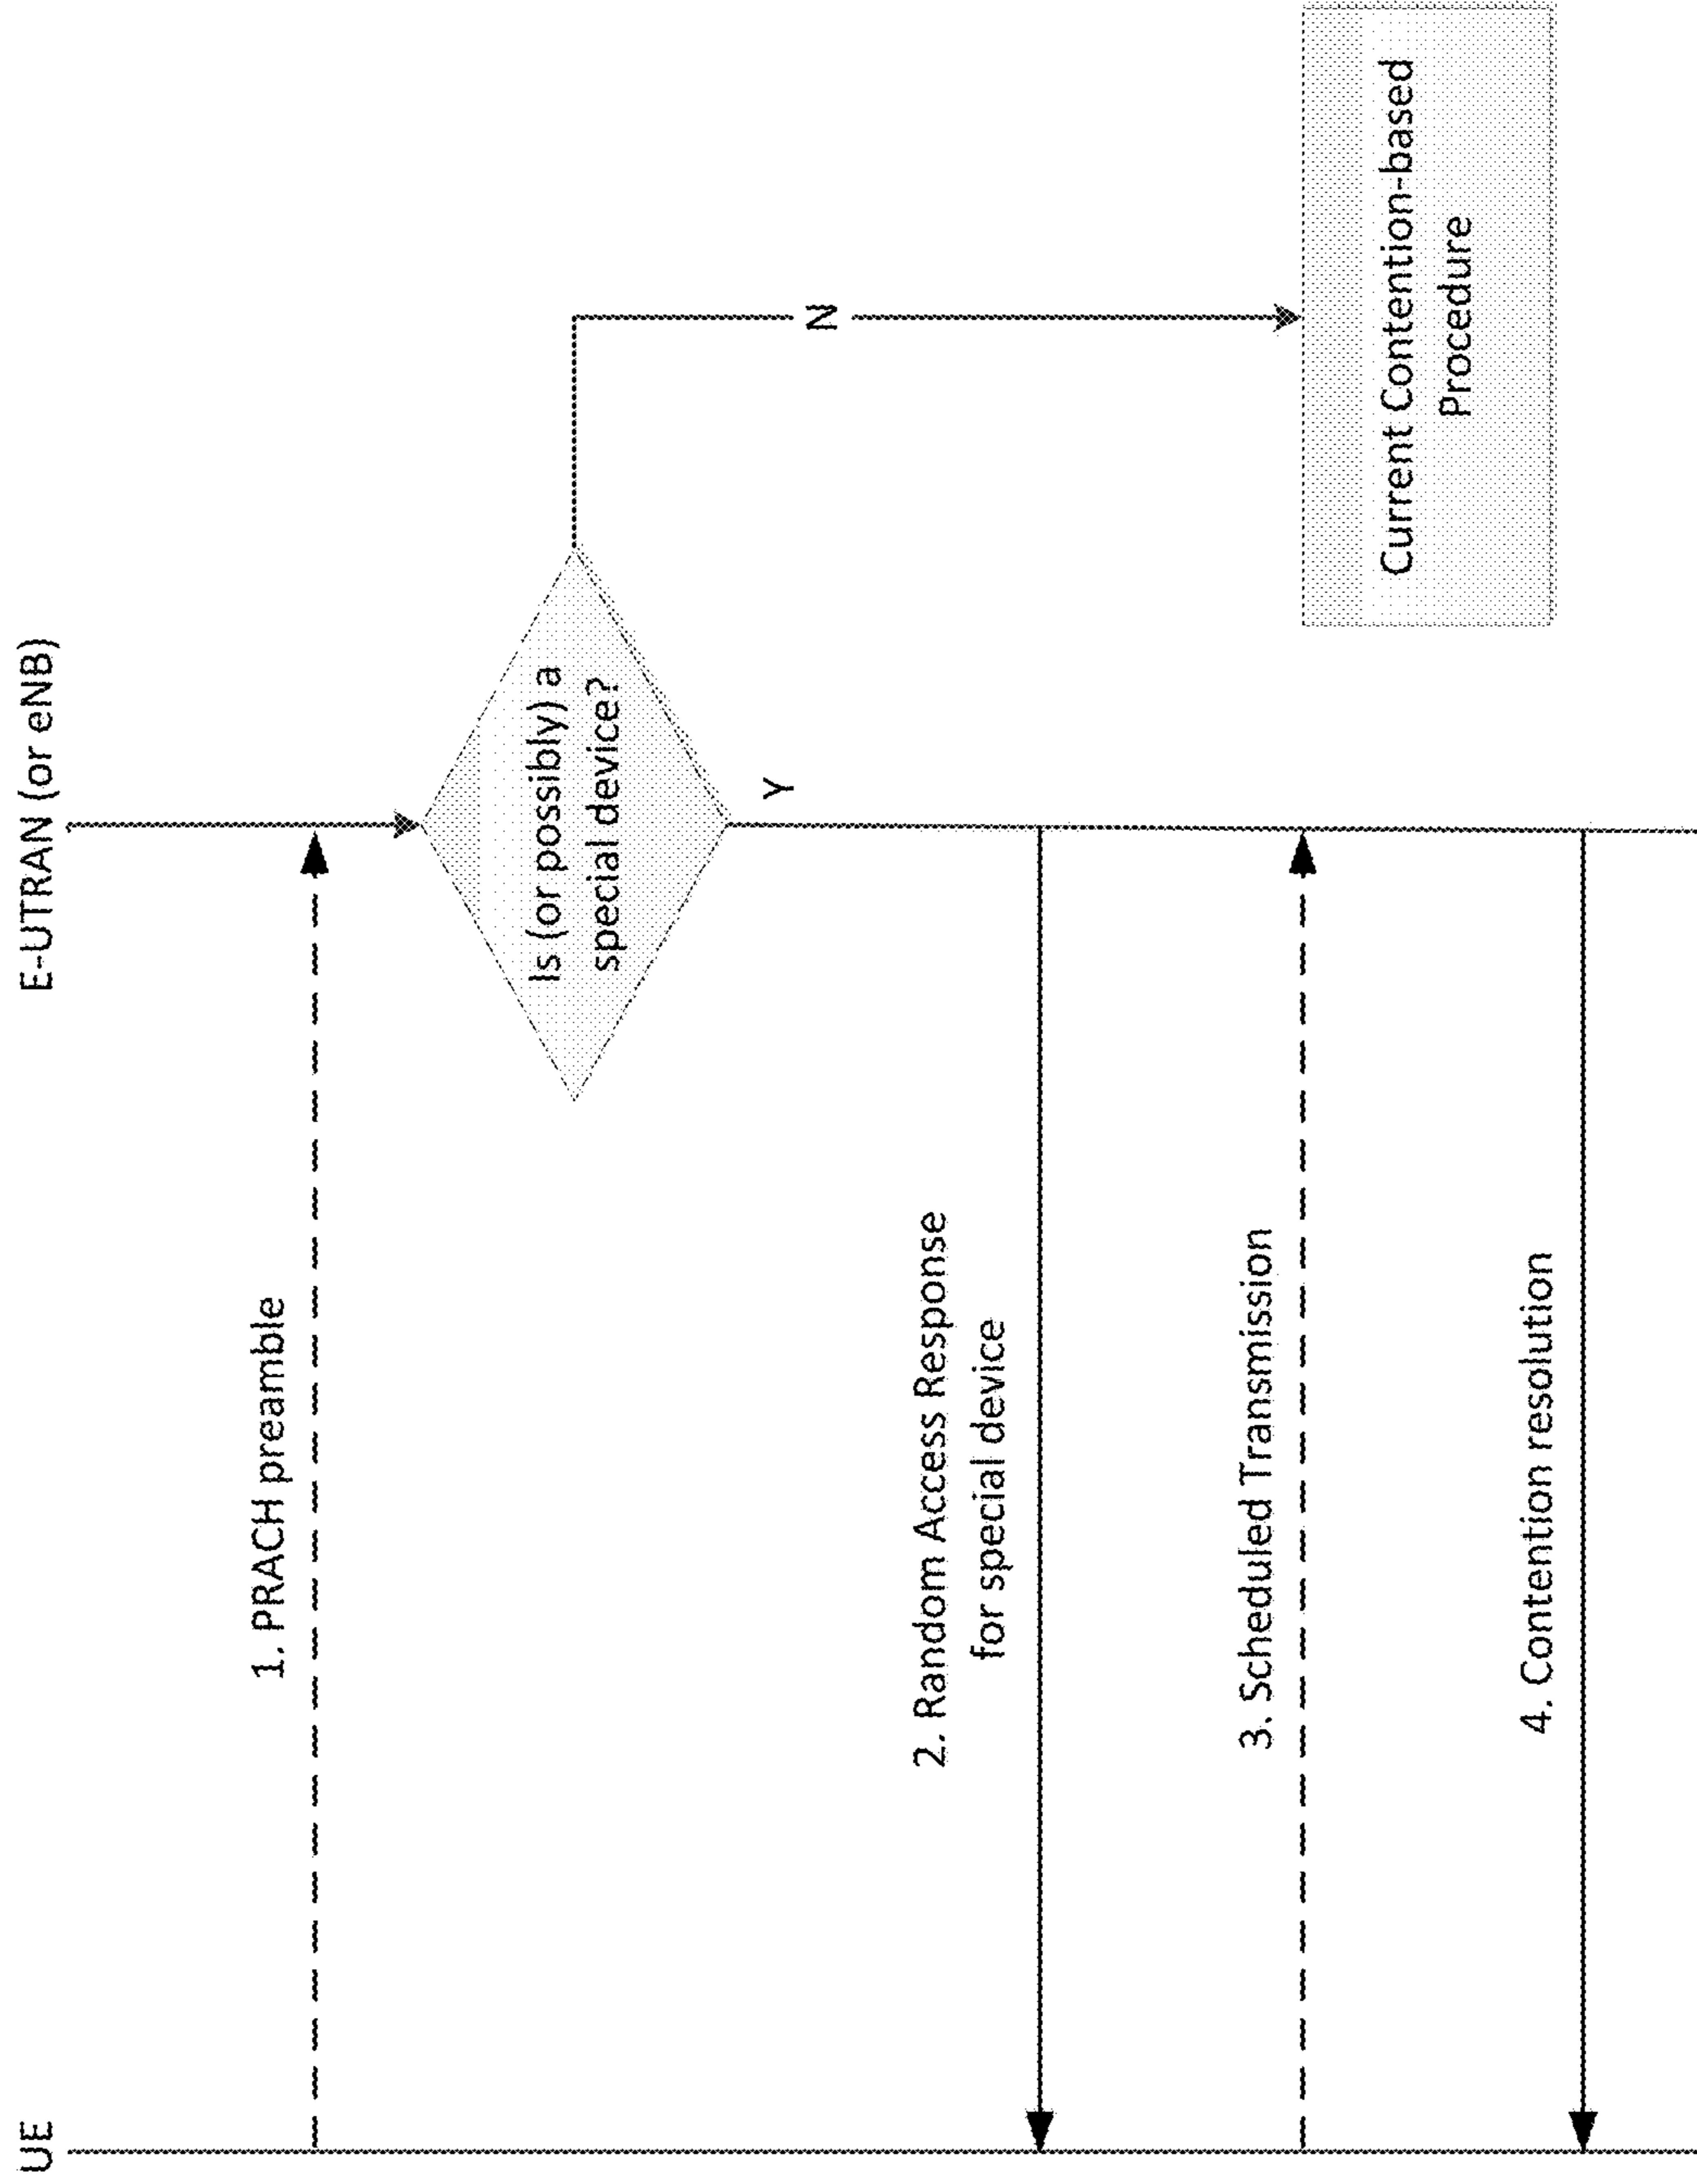 UE
E-UTRAN (or eNB)
1. PRACH preamble
Is (or possibly) a
special device?
Y
N
2. Random Access Response
for special device
3. Scheduled Transmission
Current Contention-based
Procedure
4. Contention resolution